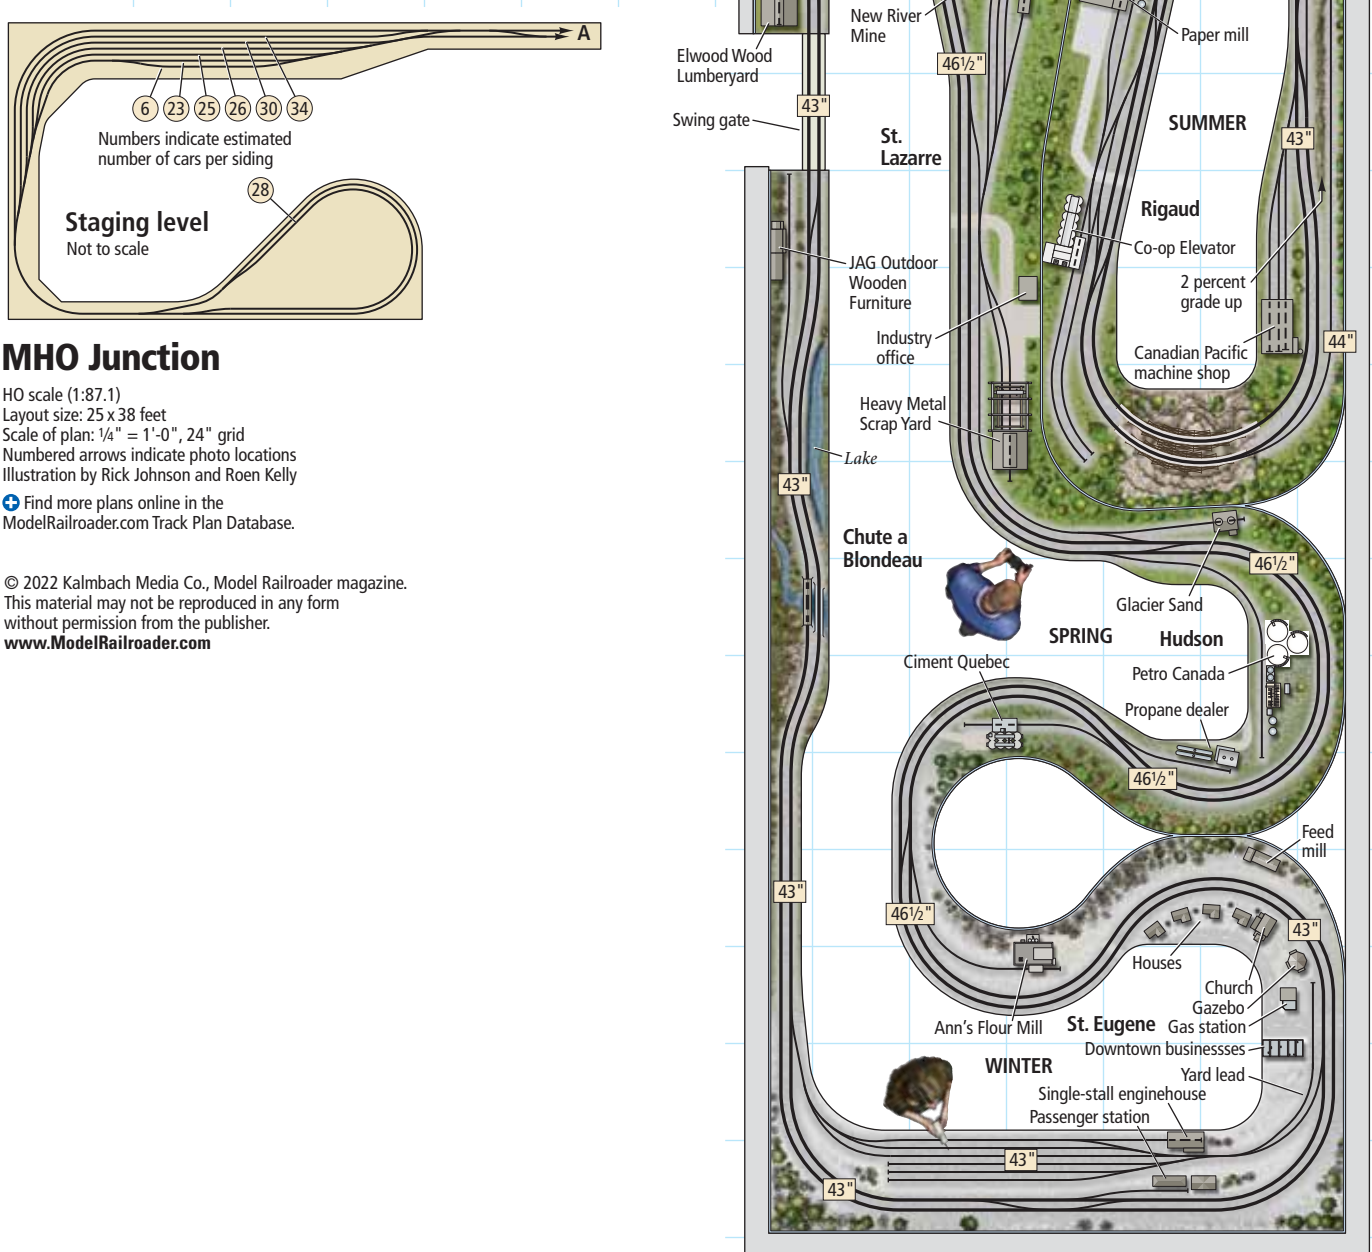 A
6 23 25 26 30 34
Numbers indicate estimated
number of cars per siding
28
Staging level
Not to scale
MHO Junction
HO scale (1:87.1)
Layout size: 25 x 38 feet
Scale of plan: 1/4" = 1'-0", 24" grid
Numbered arrows indicate photo locations
Illustration by Rick Johnson and Roen Kelly
Find more plans online in the
ModelRailroader.com Track Plan Database.
© 2022 Kalmbach Media Co., Model Railroader magazine.
This material may not be reproduced in any form
without permission from the publisher.
www.ModelRailroader.com
New River
Mine
Paper mill
Elwood Wood
Lumberyard
46½"
43"
Swing gate
SUMMER
St.
Lazarre
43"
Rigaud
Co-op Elevator
JAG Outdoor
Wooden
Furniture
2 percent
grade up
Industry
office
44"
Canadian Pacific
machine shop
Heavy Metal
Scrap Yard
Lake
43"
Chute a
Blondeau
46½"
Glacier Sand
SPRING
Hudson
Ciment Quebec
Petro Canada
Propane dealer
46½"
Feed
mill
43"
46½"
43"
Houses
Church
Gazebo
Ann's Flour Mill
St. Eugene
Gas station
Downtown businessses
WINTER
Yard lead
Single-stall enginehouse
Passenger station
43"
43"